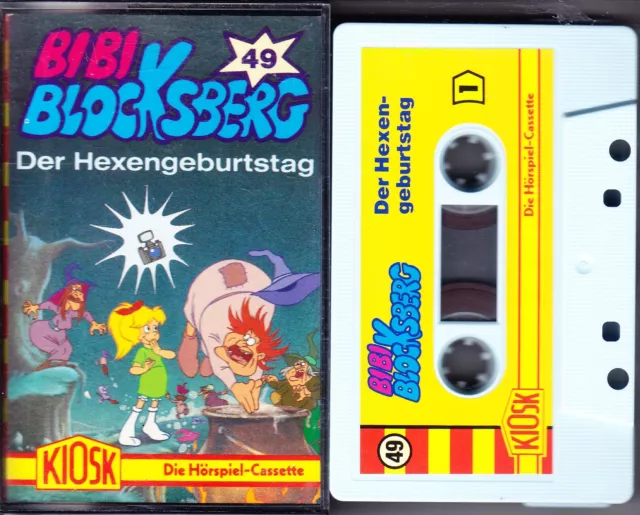 BIBI
BLOCKSBERG
49
Der Hexengeburtstag
KIOSK
Die Hörspiel-Cassette
1
Der Hexen-
geburtstag
Die Hörspiel-Cassette
BIBI
BLOCKSBERG
49
KIOSK